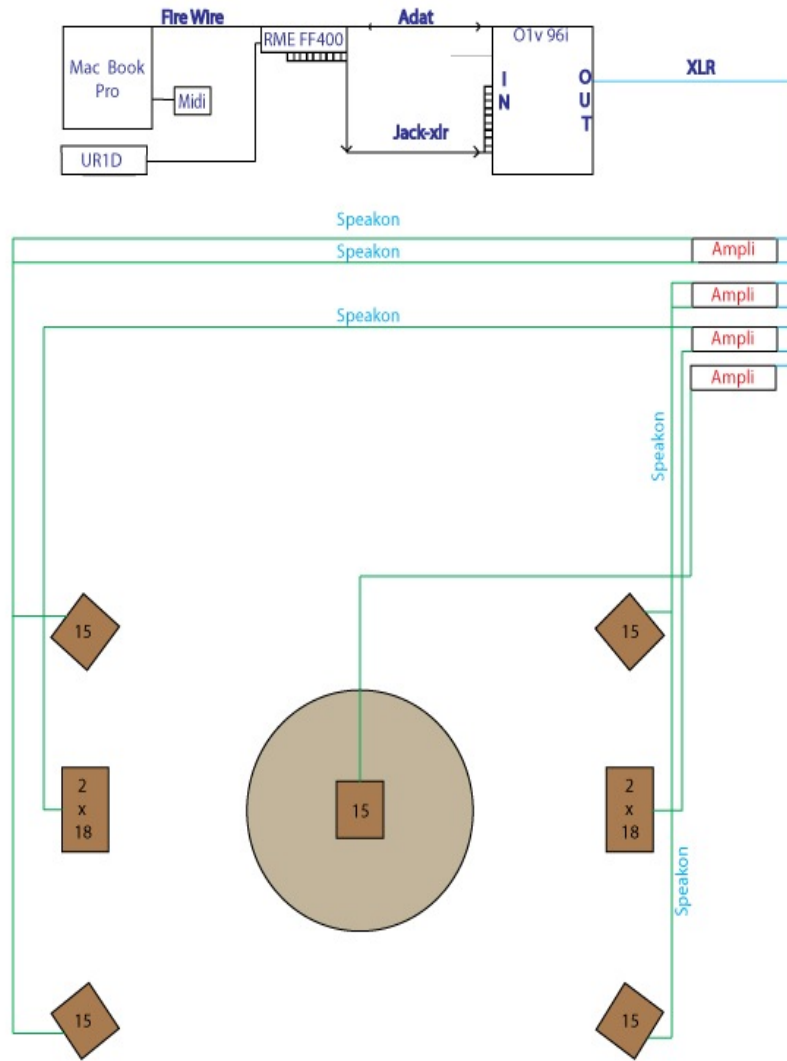 Fire Wire
Adat
RME FF400
O1v 96i
Mac Book
Pro
Midi
I
N
O
U
T
XLR
Jack-xlr
UR1D
Speakon
Ampli
Speakon
Ampli
Speakon
Ampli
Ampli
Speakon
15
15
2
x
18
15
2
x
18
Speakon
15
15